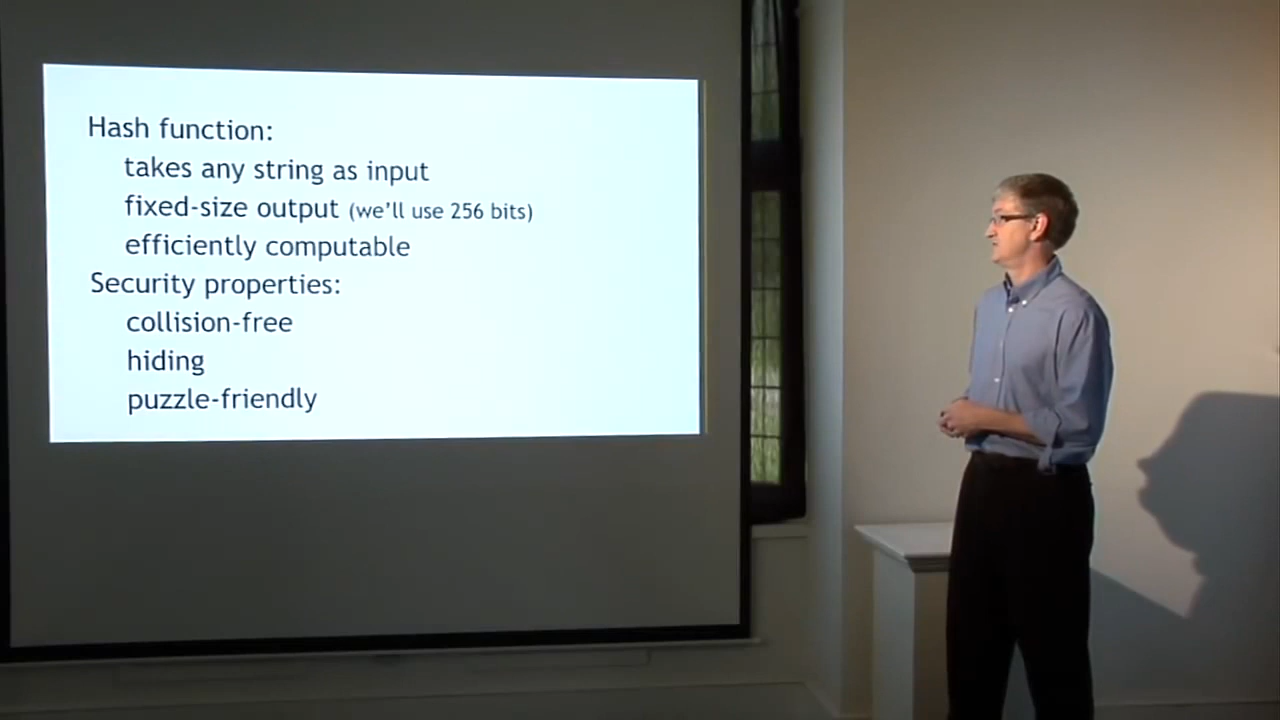 Hash function:
takes any string as input
fixed-size output (we'll use 256 bits)
efficiently computable
Security properties:
collision-free
hiding
puzzle-friendly